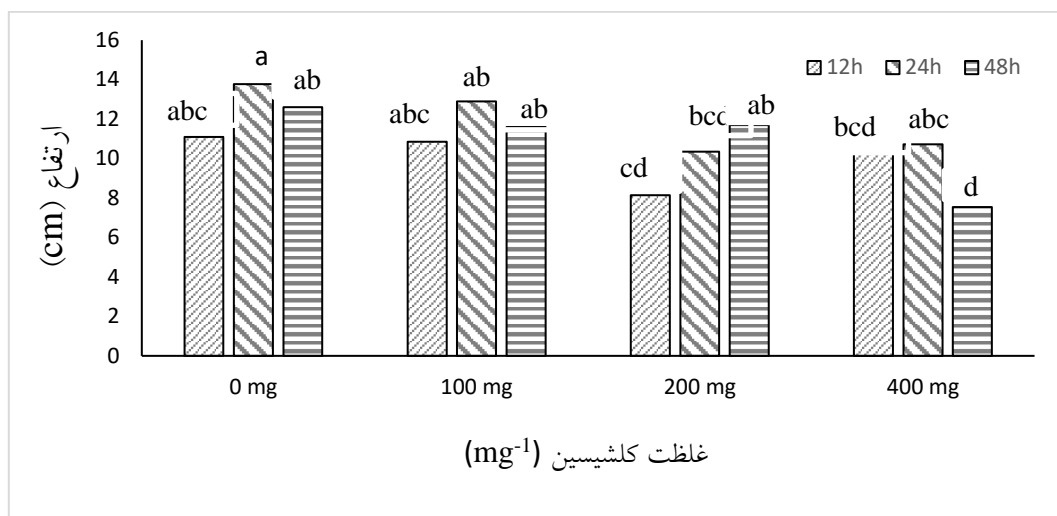 16
14
12
10
8
6
4
2
0
ارتفاع (cm)
12h 24h 48h
abc a ab
abc ab ab
cd bcd ab
bcd abc d
0 mg 100 mg 200 mg 400 mg
غلظت کلشیسین (mg-1)